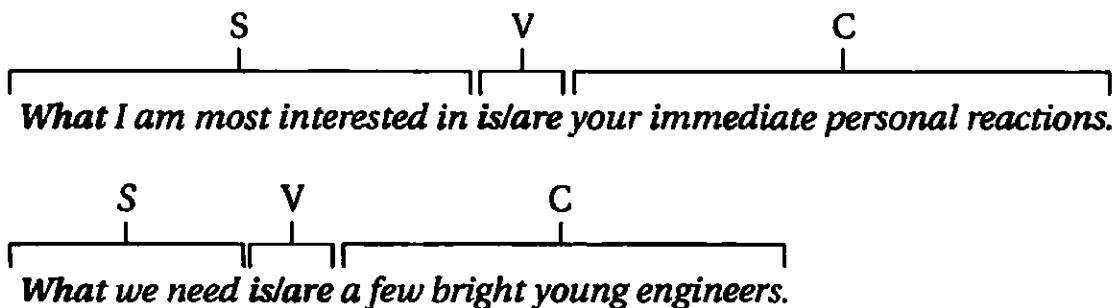 S V C
What I am most interested in is/are your immediate personal reactions.
S V C
What we need is/are a few bright young engineers.